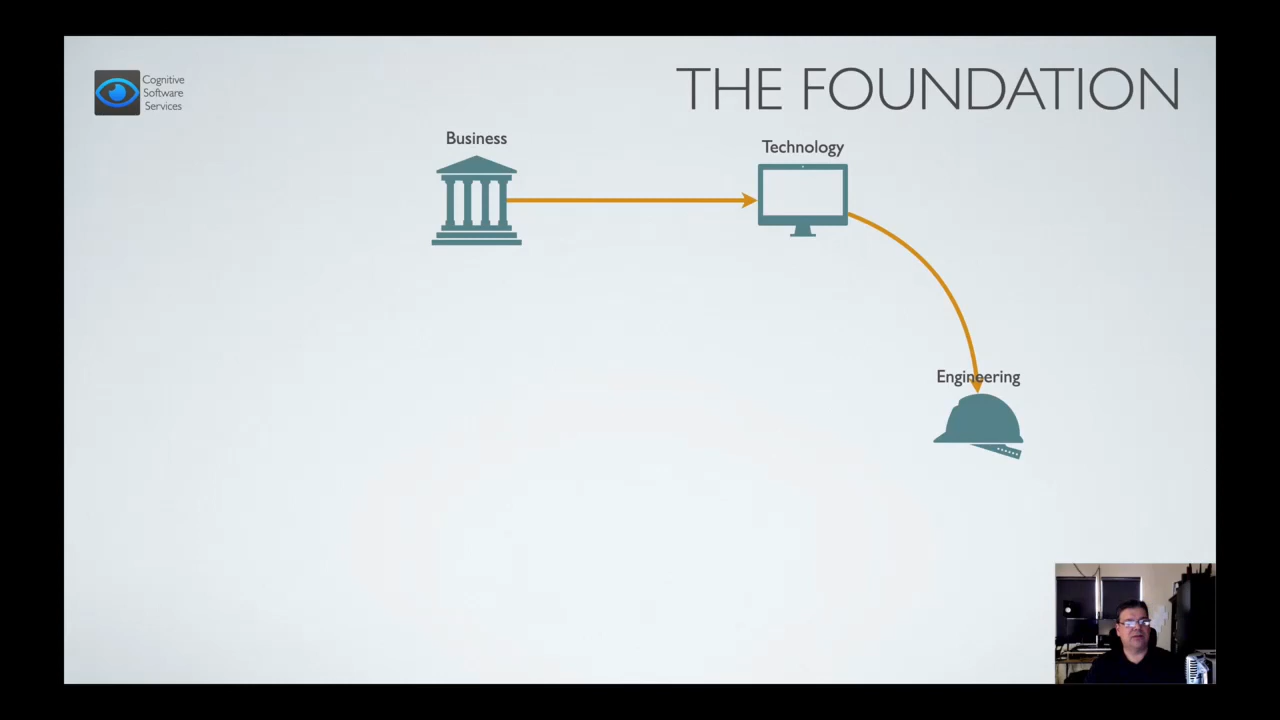 Cognitive
Software
Services
THE FOUNDATION
Business
Technology
Engineering